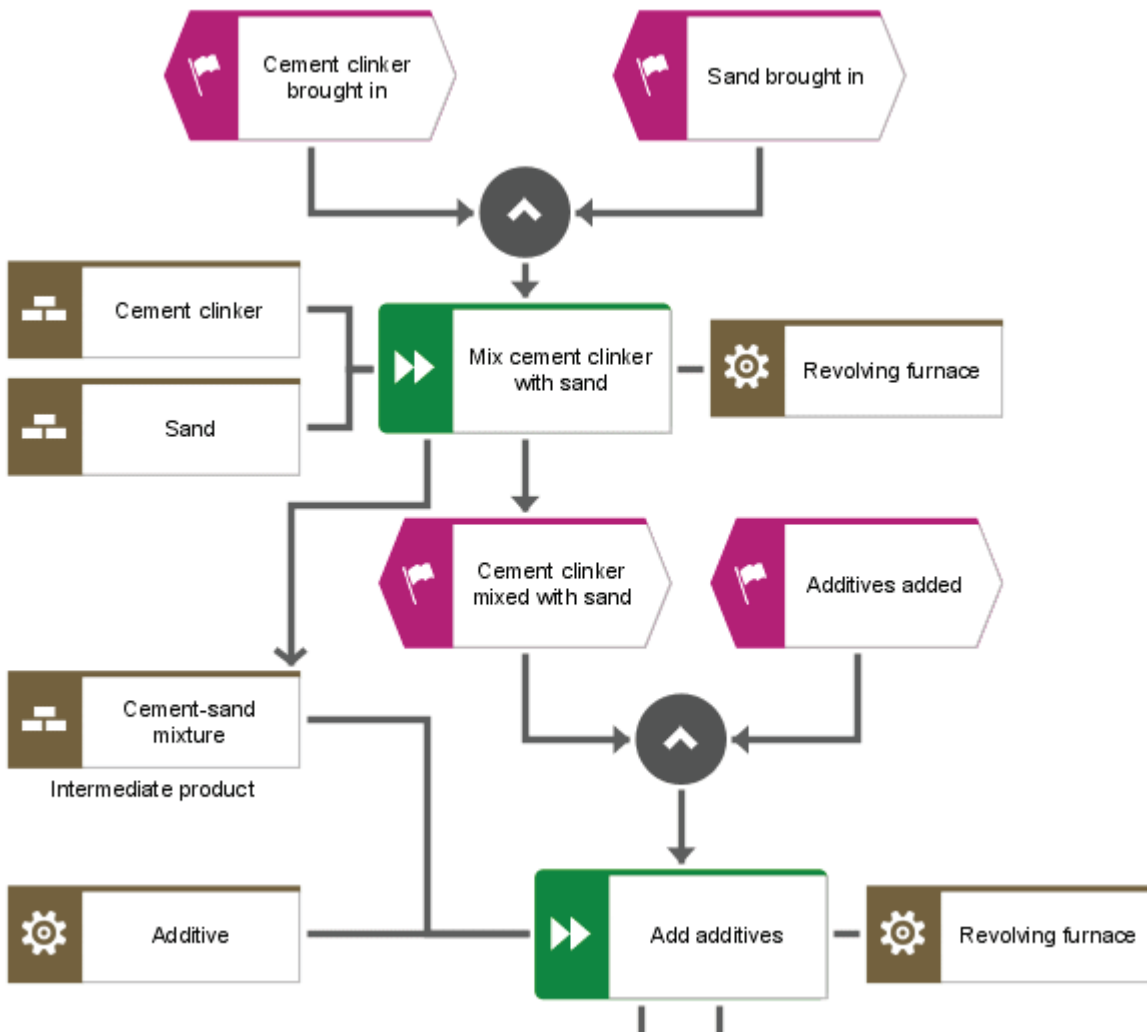 Cement clinker
brought in
Sand brought in
Cement clinker
Mix cement clinker
with sand
Revolving furnace
Sand
Cement clinker
mixed with sand
Additives added
Cement-sand
mixture
Intermediate product
Additive
Add additives
Revolving furnace